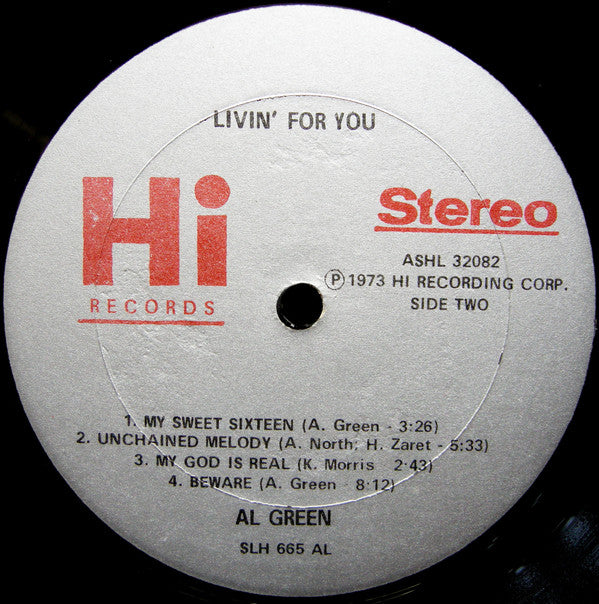 LIVIN' FOR YOU
Hi
RECORDS
Stereo
ASHL 32082
Ⓟ1973 HI RECORDING CORP.
SIDE TWO
1. MY SWEET SIXTEEN (A. Green - 3:26)
2. UNCHAINED MELODY (A. North; H. Zaret - 5:33)
3. MY GOD IS REAL (K. Morris - 2:43)
4. BEWARE (A. Green - 8:12)
AL GREEN
SLH 665 AL